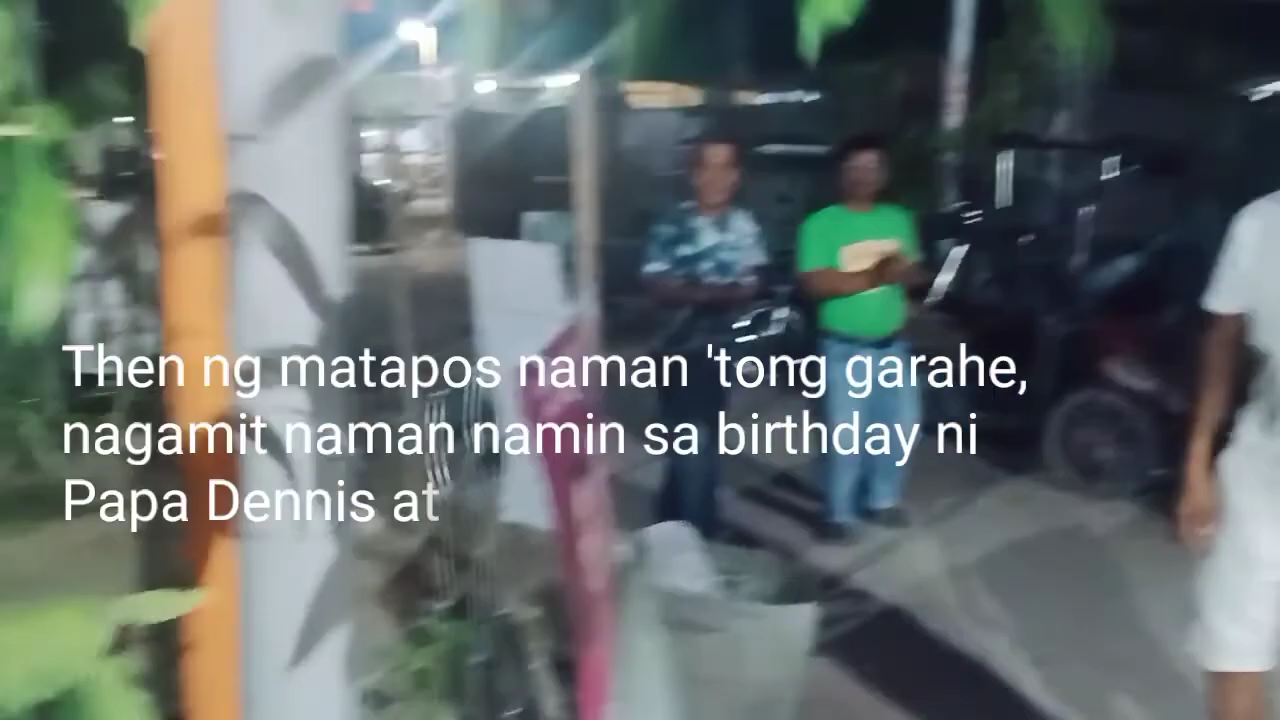 Then ng matapos naman 'tong garahe,
nagamit naman namin sa birthday ni
Papa Dennis at